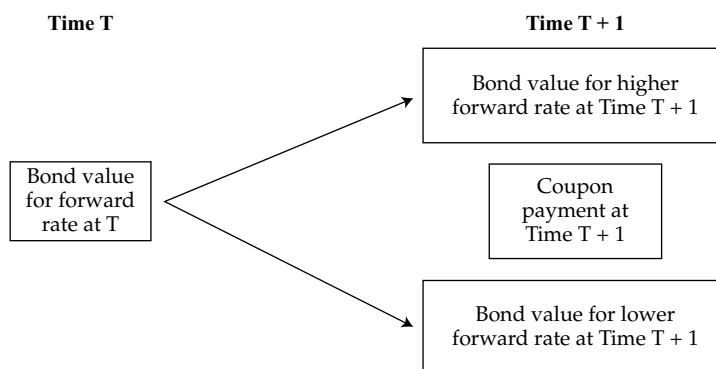 Time T
Time T + 1
Bond value for higher
forward rate at Time T + 1
Bond value
for forward
rate at T
Coupon
payment at
Time T + 1
Bond value for lower
forward rate at Time T + 1